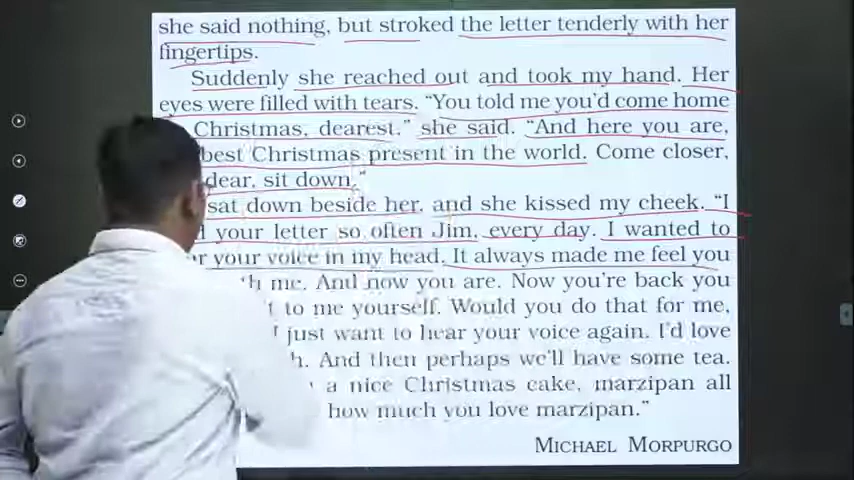 she said nothing, but stroked the letter tenderly with her
fingertips.
Suddenly she reached out and took my hand. Her
eyes were filled with tears. “You told me you’d come home
Christmas, dearest,” she said. “And here you are,
best Christmas present in the world. Come closer,
dear, sit down.”
sat down beside her, and she kissed my cheek. “I
your letter so often Jim, every day. I wanted to
your voice in my head. It always made me feel you
me. And now you are. Now you’re back you
to me yourself. Would you do that for me,
I just want to hear your voice again. I’d love
And then perhaps we’ll have some tea.
a nice Christmas cake, marzipan all
how much you love marzipan.”
MICHAEL MORPURGO